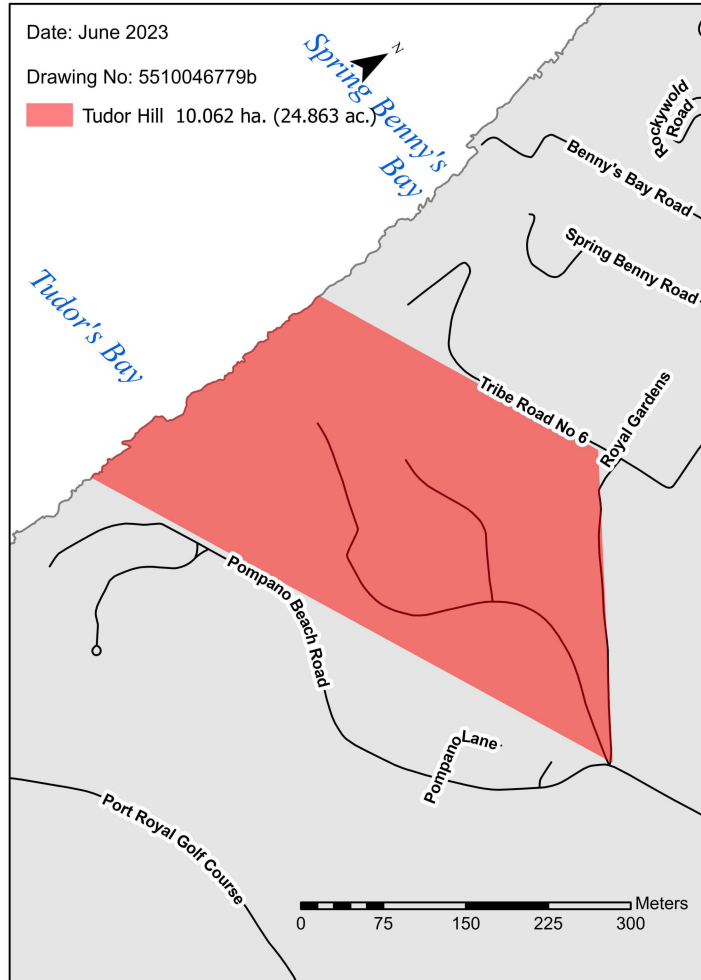 Date: June 2023
Drawing No: 5510046779b
Tudor Hill 10.062 ha. (24.863 ac.)
N
Spring Benny's
Bay
Tudor's Bay
Rockywold
Road
Benny's Bay Road
Spring Benny Road
Tribe Road No 6
Royal Gardens
Pompano Beach Road
Pompano Lane
Port Royal Golf Course
Meters
0 75 150 225 300